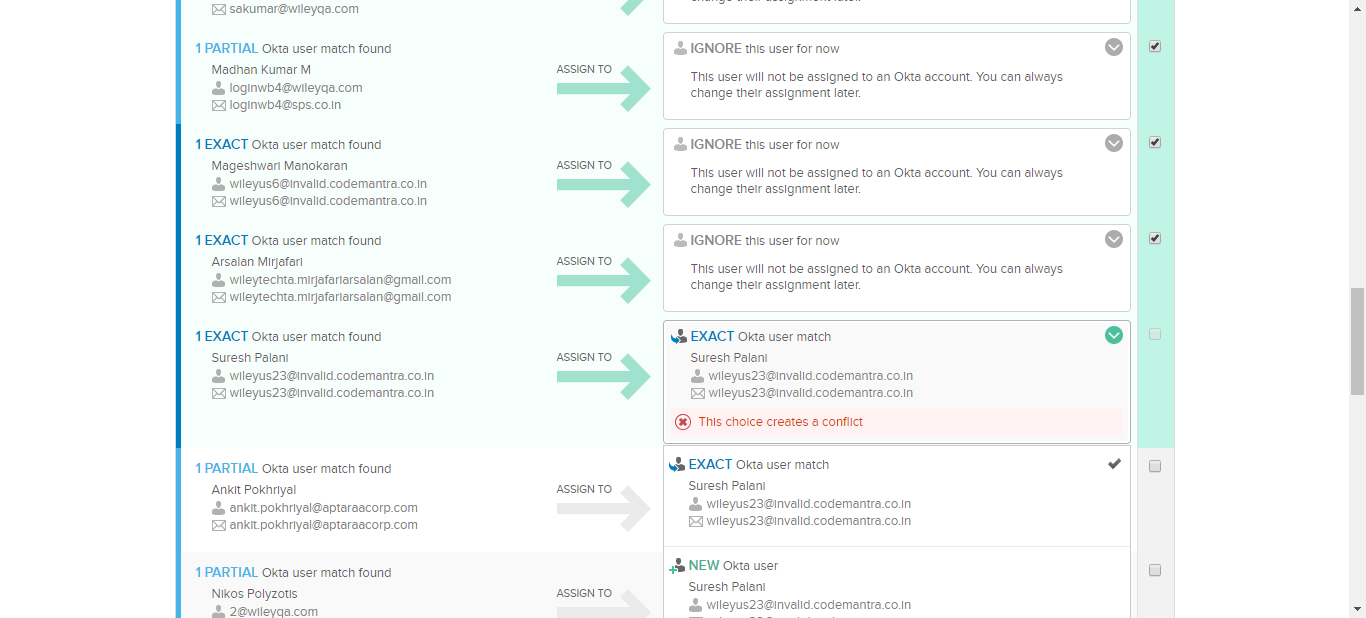 sakumar@wileyqa.com
change their assignment later.
1 PARTIAL Okta user match found
Madhan Kumar M
loginwb4@wileyqa.com
loginwb4@sps.co.in
ASSIGN TO
IGNORE this user for now
This user will not be assigned to an Okta account. You can always
change their assignment later.
1 EXACT Okta user match found
Mageshwari Manokaran
wileyus6@invalid.codemantra.co.in
wileyus6@invalid.codemantra.co.in
ASSIGN TO
IGNORE this user for now
This user will not be assigned to an Okta account. You can always
change their assignment later.
1 EXACT Okta user match found
Arsalan Mirjafari
wileytechta.mirjafariarsalan@gmail.com
wileytechta.mirjafariarsalan@gmail.com
ASSIGN TO
IGNORE this user for now
This user will not be assigned to an Okta account. You can always
change their assignment later.
1 EXACT Okta user match found
Suresh Palani
wileyus23@invalid.codemantra.co.in
wileyus23@invalid.codemantra.co.in
ASSIGN TO
EXACT Okta user match
Suresh Palani
wileyus23@invalid.codemantra.co.in
wileyus23@invalid.codemantra.co.in
This choice creates a conflict
1 PARTIAL Okta user match found
Ankit Pokhriyal
ankit.pokhriyal@aptaraacorp.com
ankit.pokhriyal@aptaraacorp.com
ASSIGN TO
EXACT Okta user match
Suresh Palani
wileyus23@invalid.codemantra.co.in
wileyus23@invalid.codemantra.co.in
1 PARTIAL Okta user match found
Nikos Polyzotis
2@wileyqa.com
ASSIGN TO
NEW Okta user
Suresh Palani
wileyus23@invalid.codemantra.co.in